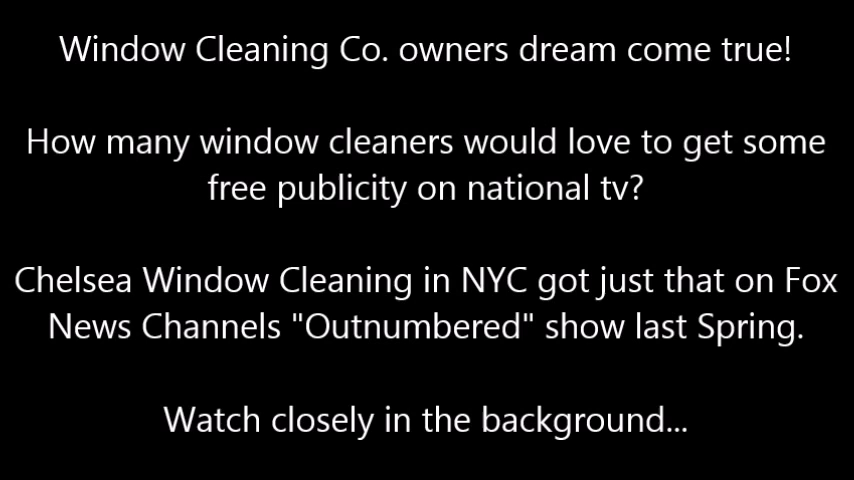 Window Cleaning Co. owners dream come true!
How many window cleaners would love to get some
free publicity on national tv?
Chelsea Window Cleaning in NYC got just that on Fox
News Channels "Outnumbered" show last Spring.
Watch closely in the background...